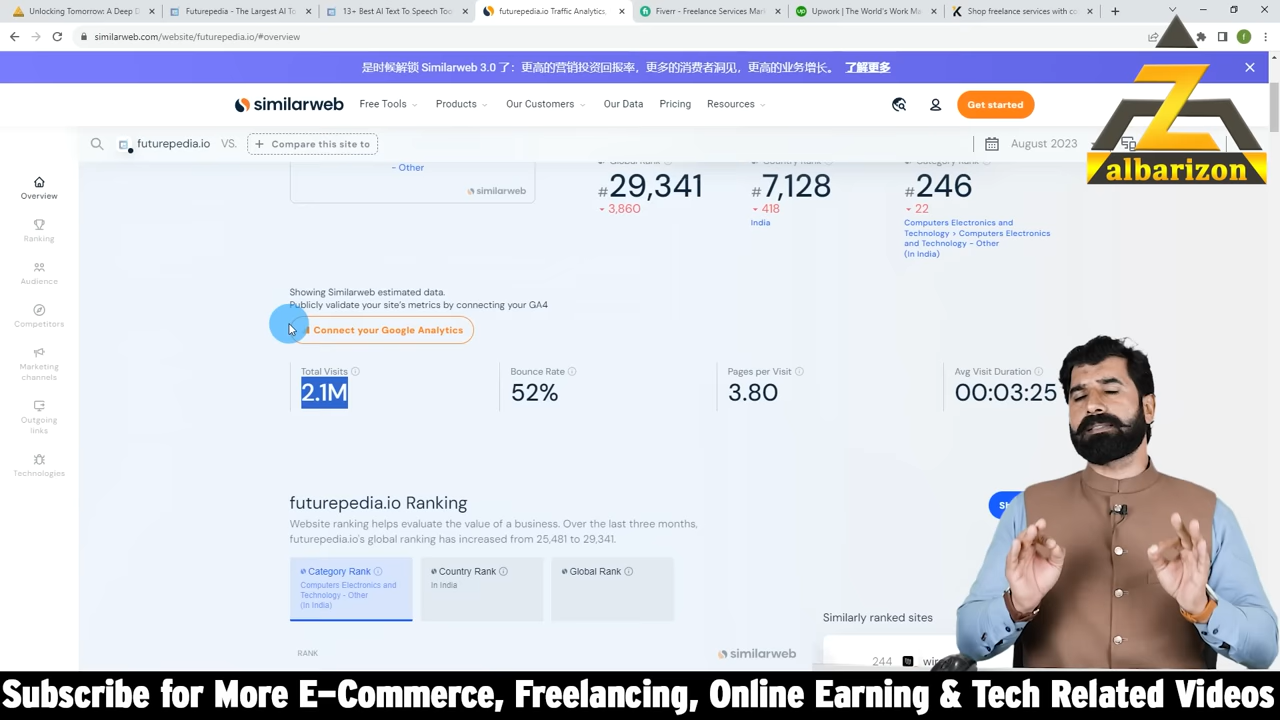 Unlocking Tomorrow: A Deep D
Futurepedia - The Largest AI To
13+ Best AI Text To Speech Too
futurepedia.io Traffic Analytics,
Fiverr - Freelance Services Mark
Upwork | The World's Work Ma
Shop freelance services with co
similarweb.com/website/futurepedia.io/#overview
f
是时候解锁 Similarweb 3.0 了：更高的营销投资回报率，更多的消费者洞见，更高的业务增长。 了解更多
similarweb
Free Tools
Products
Our Customers
Our Data
Pricing
Resources
Get started
futurepedia.io VS. + Compare this site to
August 2023
Z
albarizon
Overview
Ranking
Audience
Competitors
Marketing
channels
Outgoing
links
Technologies
- Other
similarweb
Global Rank
#29,341
3,860
Country Rank
#7,128
418
India
Category Rank
#246
22
Computers Electronics and
Technology > Computers Electronics
and Technology - Other
(In India)
Showing Similarweb estimated data.
Publicly validate your site's metrics by connecting your GA4
Connect your Google Analytics
Total Visits
2.1M
Bounce Rate
52%
Pages per Visit
3.80
Avg Visit Duration
00:03:25
futurepedia.io Ranking
Website ranking helps evaluate the value of a business. Over the last three months,
futurepedia.io's global ranking has increased from 25,481 to 29,341.
Category Rank
Computers Electronics and
Technology - Other
(In India)
Country Rank
In India
Global Rank
Similarly ranked sites
RANK
similarweb
244
Subscribe for More E-Commerce, Freelancing, Online Earning & Tech Related Videos